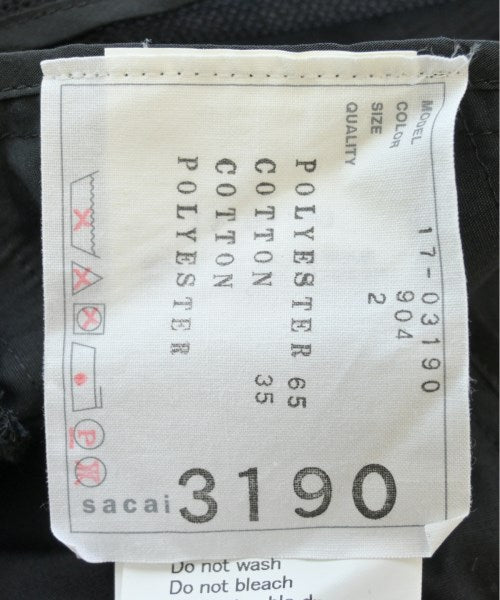 MODEL 17-03190
COLOR 904
SIZE 2
QUALITY
POLYESTER 65
COTTON 35
COTTON
POLYESTER
P
W
sacai 3190
Do not wash
Do not bleach